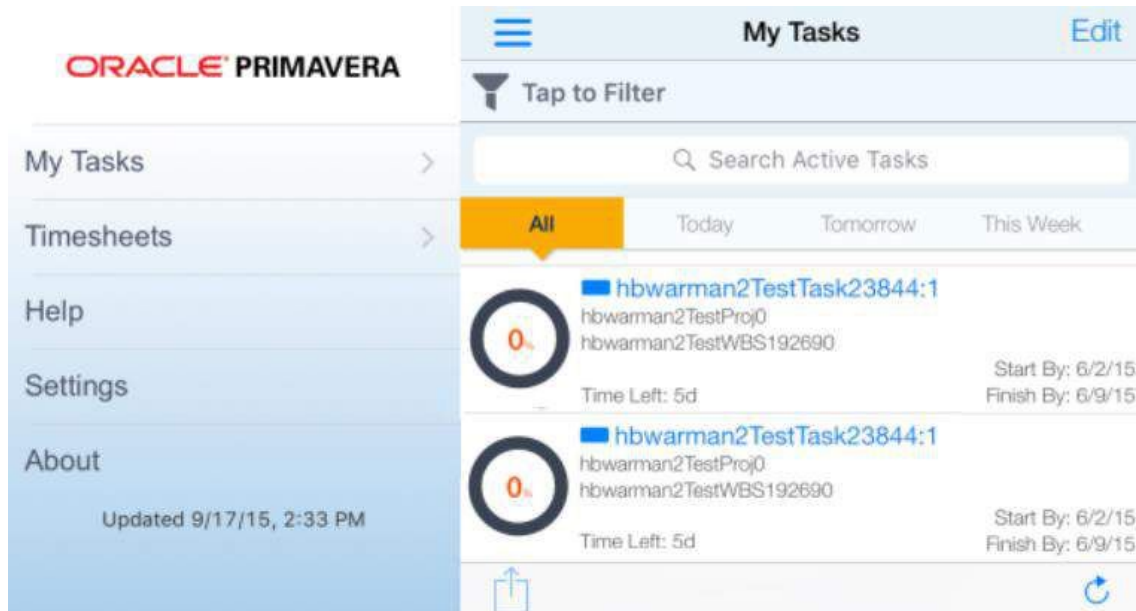 ORACLE PRIMAVERA
My Tasks
Timesheets
Help
Settings
About
Updated 9/17/15, 2:33 PM
My Tasks
Edit
Tap to Filter
Search Active Tasks
All Today Tomorrow This Week
hbwarman2TestTask23844:1
hbwarman2TestProj0
hbwarman2TestWBS192690
0%
Start By: 6/2/15
Time Left: 5d Finish By: 6/9/15
hbwarman2TestTask23844:1
hbwarman2TestProj0
hbwarman2TestWBS192690
0%
Start By: 6/2/15
Time Left: 5d Finish By: 6/9/15